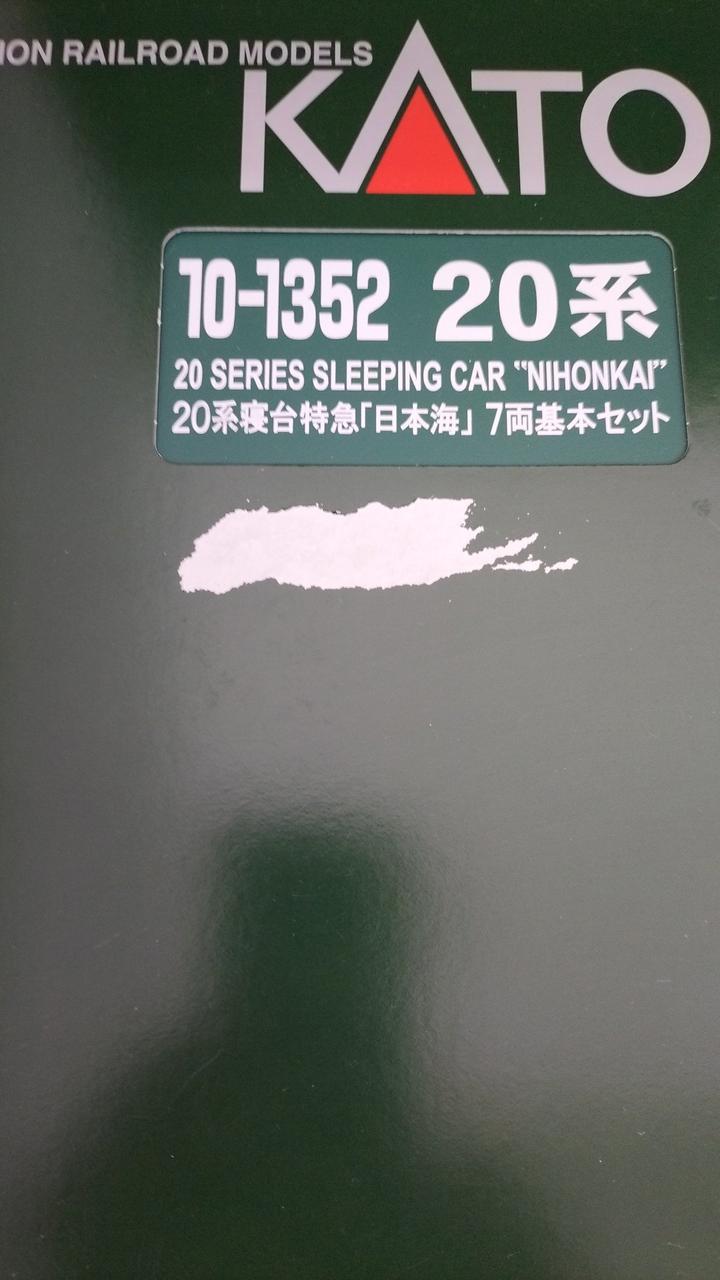 ION RAILROAD MODELS
KATO
10-1352 20系
20 SERIES SLEEPING CAR “NIHONKAI”
20系寝台特急「日本海」 7両基本セット